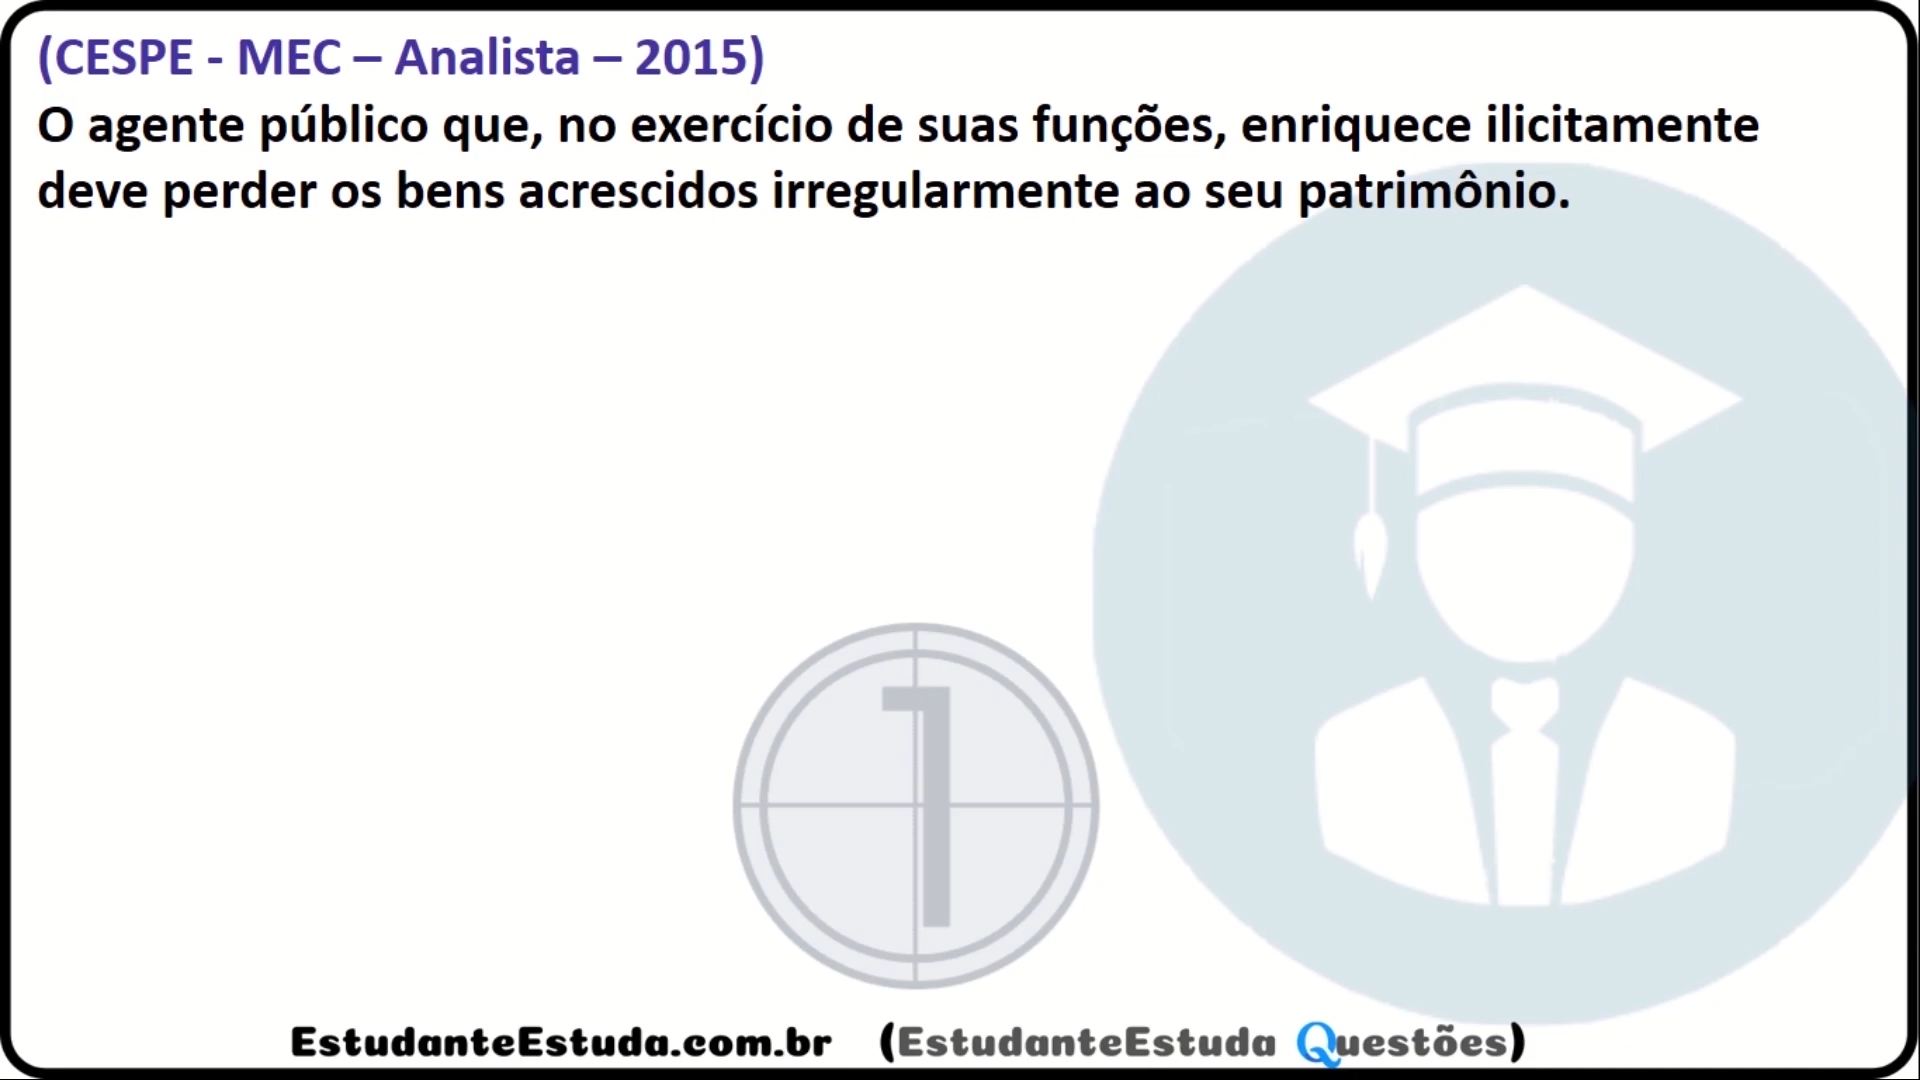 (CESPE - MEC – Analista – 2015)
O agente público que, no exercício de suas funções, enriquece ilicitamente
deve perder os bens acrescidos irregularmente ao seu patrimônio.
1
EstudanteEstuda.com.br (EstudanteEstuda Questões)